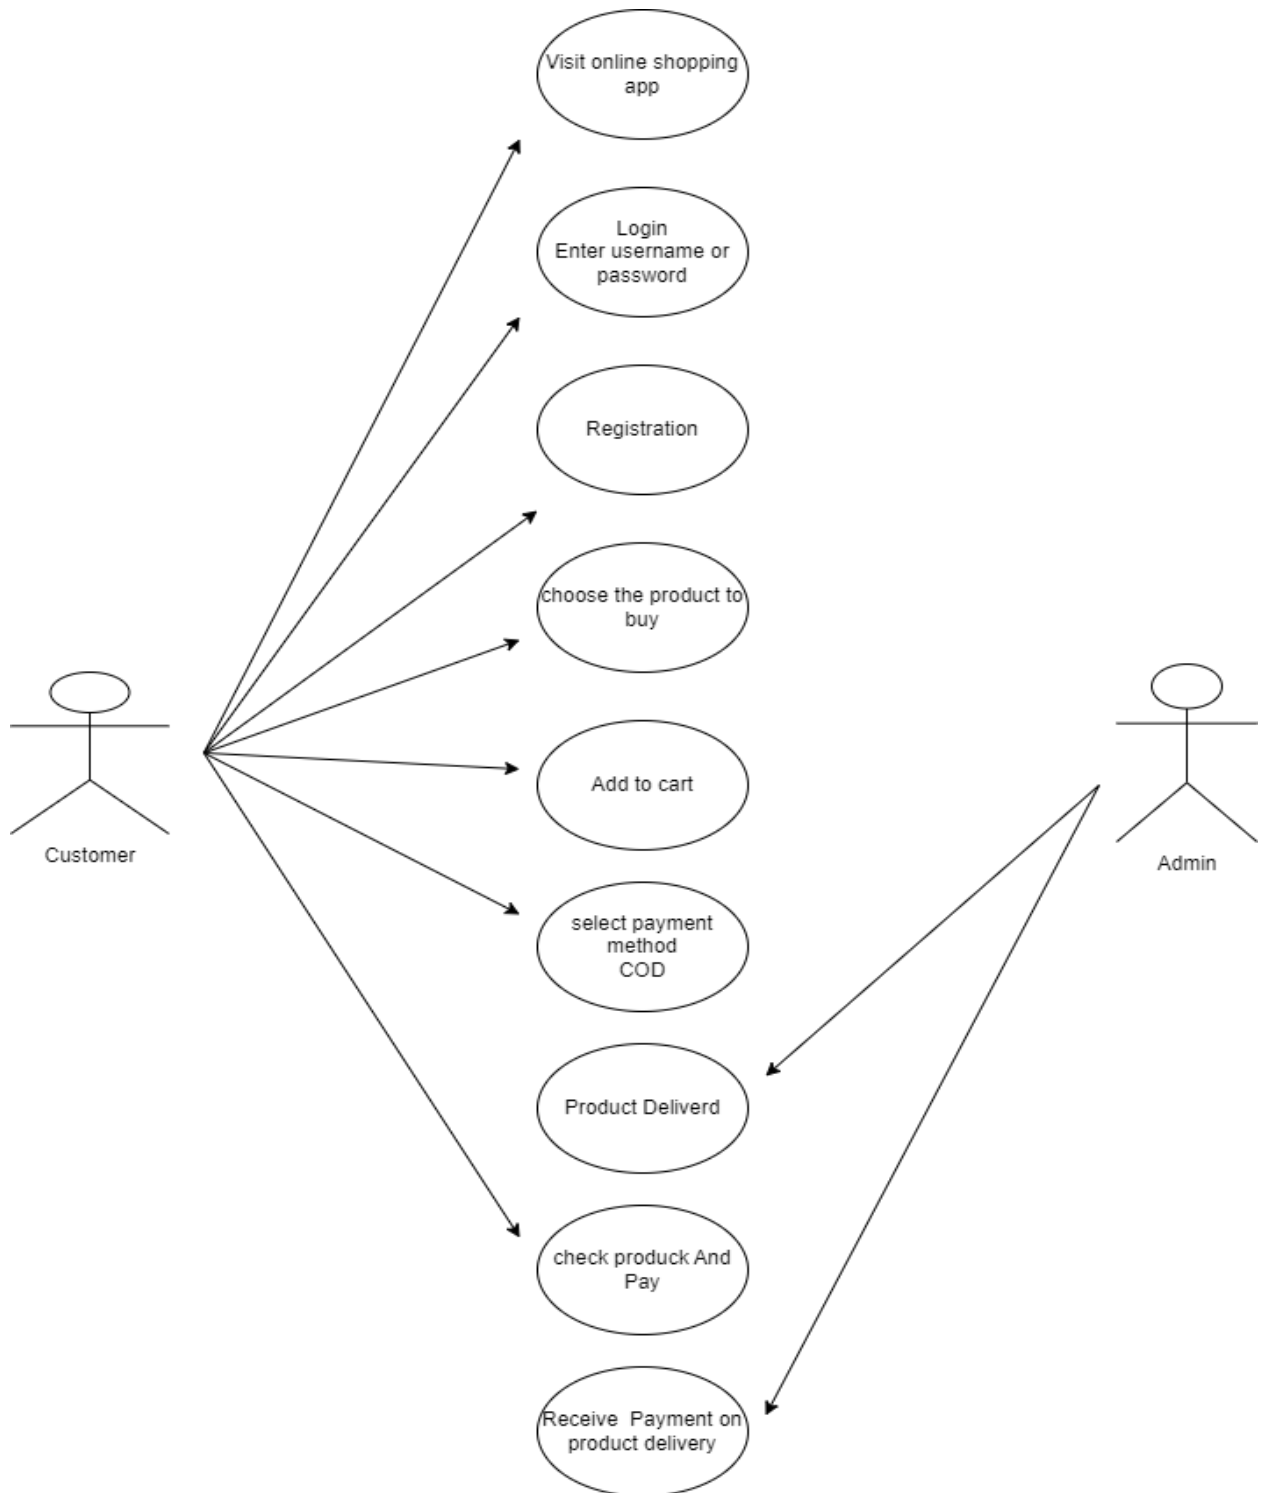 Visit online shopping
app
Login
Enter username or
password
Registration
choose the product to
buy
Add to cart
Customer
Admin
select payment
method
COD
Product Deliverd
check produck And
Pay
Receive  Payment on
product delivery